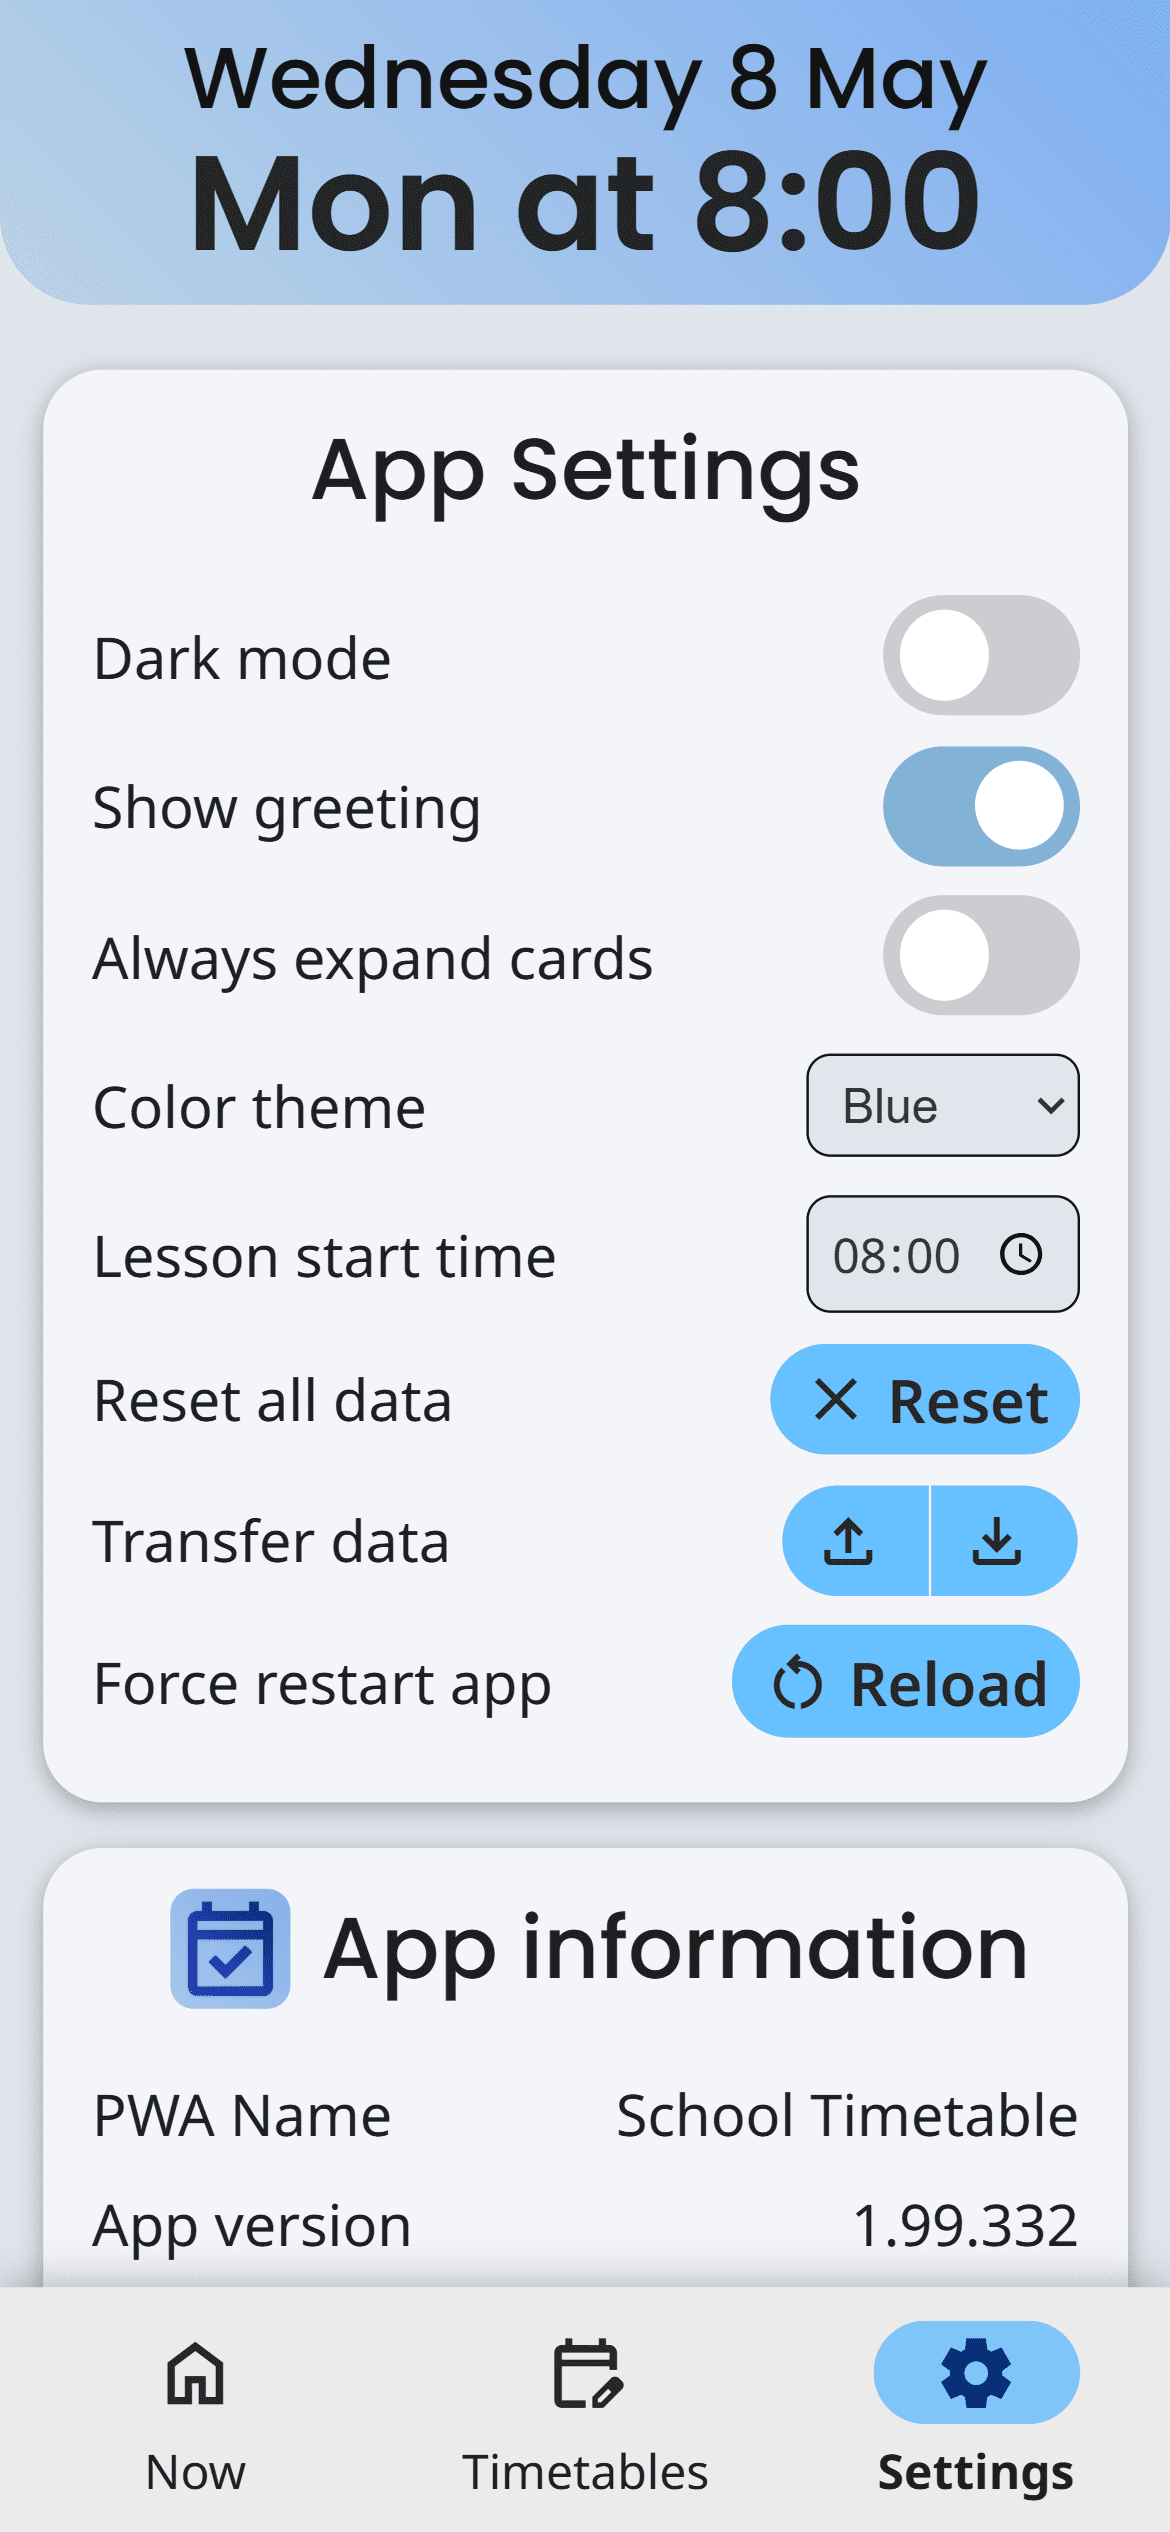 Wednesday 8 May
Mon at 8:00
App Settings
Dark mode
Show greeting
Always expand cards
Color theme Blue
Lesson start time 08:00
Reset all data Reset
Transfer data
Force restart app Reload
App information
PWA Name School Timetable
App version 1.99.332
Now Timetables Settings